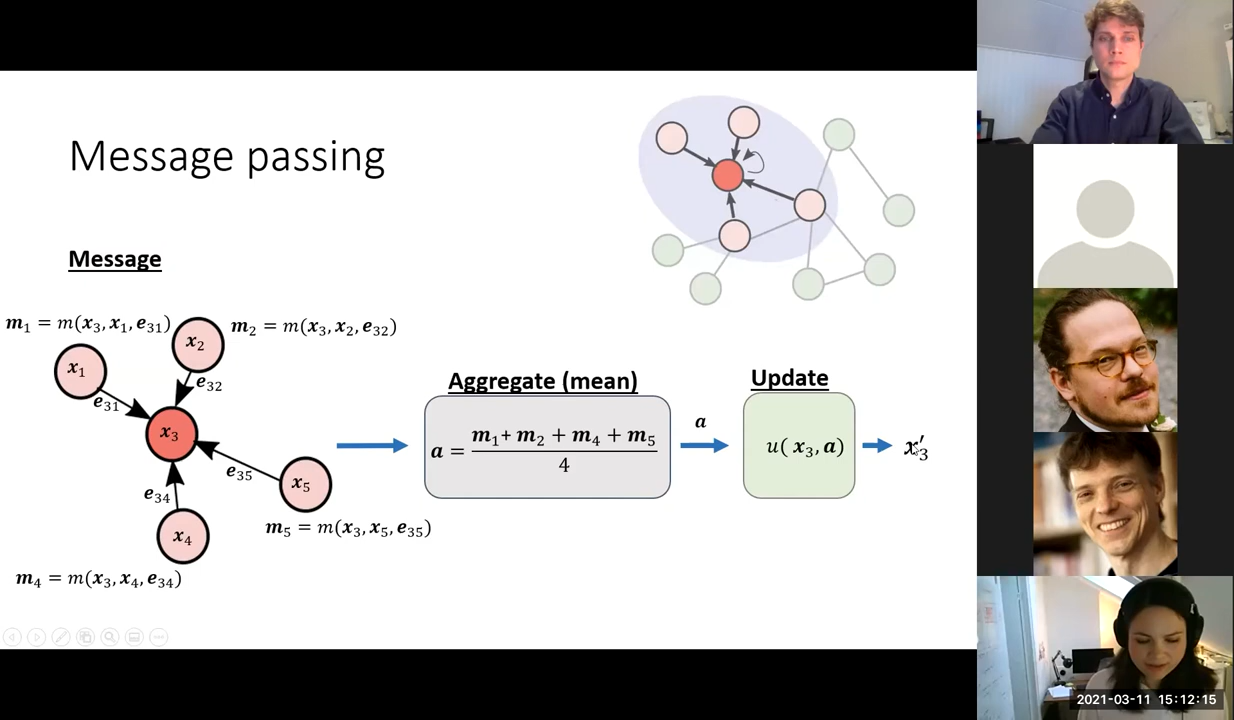 Message passing
Message
m₁ = m(x₃, x₁, e₃₁)
m₂ = m(x₃, x₂, e₃₂)
x₂
x₁
e₃₂
e₃₁
x₃
e₃₅
x₅
e₃₄
x₄
m₅ = m(x₃, x₅, e₃₅)
m₄ = m(x₃, x₄, e₃₄)
Aggregate (mean)
a = (m₁+ m₂ + m₄ + m₅) / 4
a
Update
u( x₃, a)
x₃′
2021-03-11 15:12:15